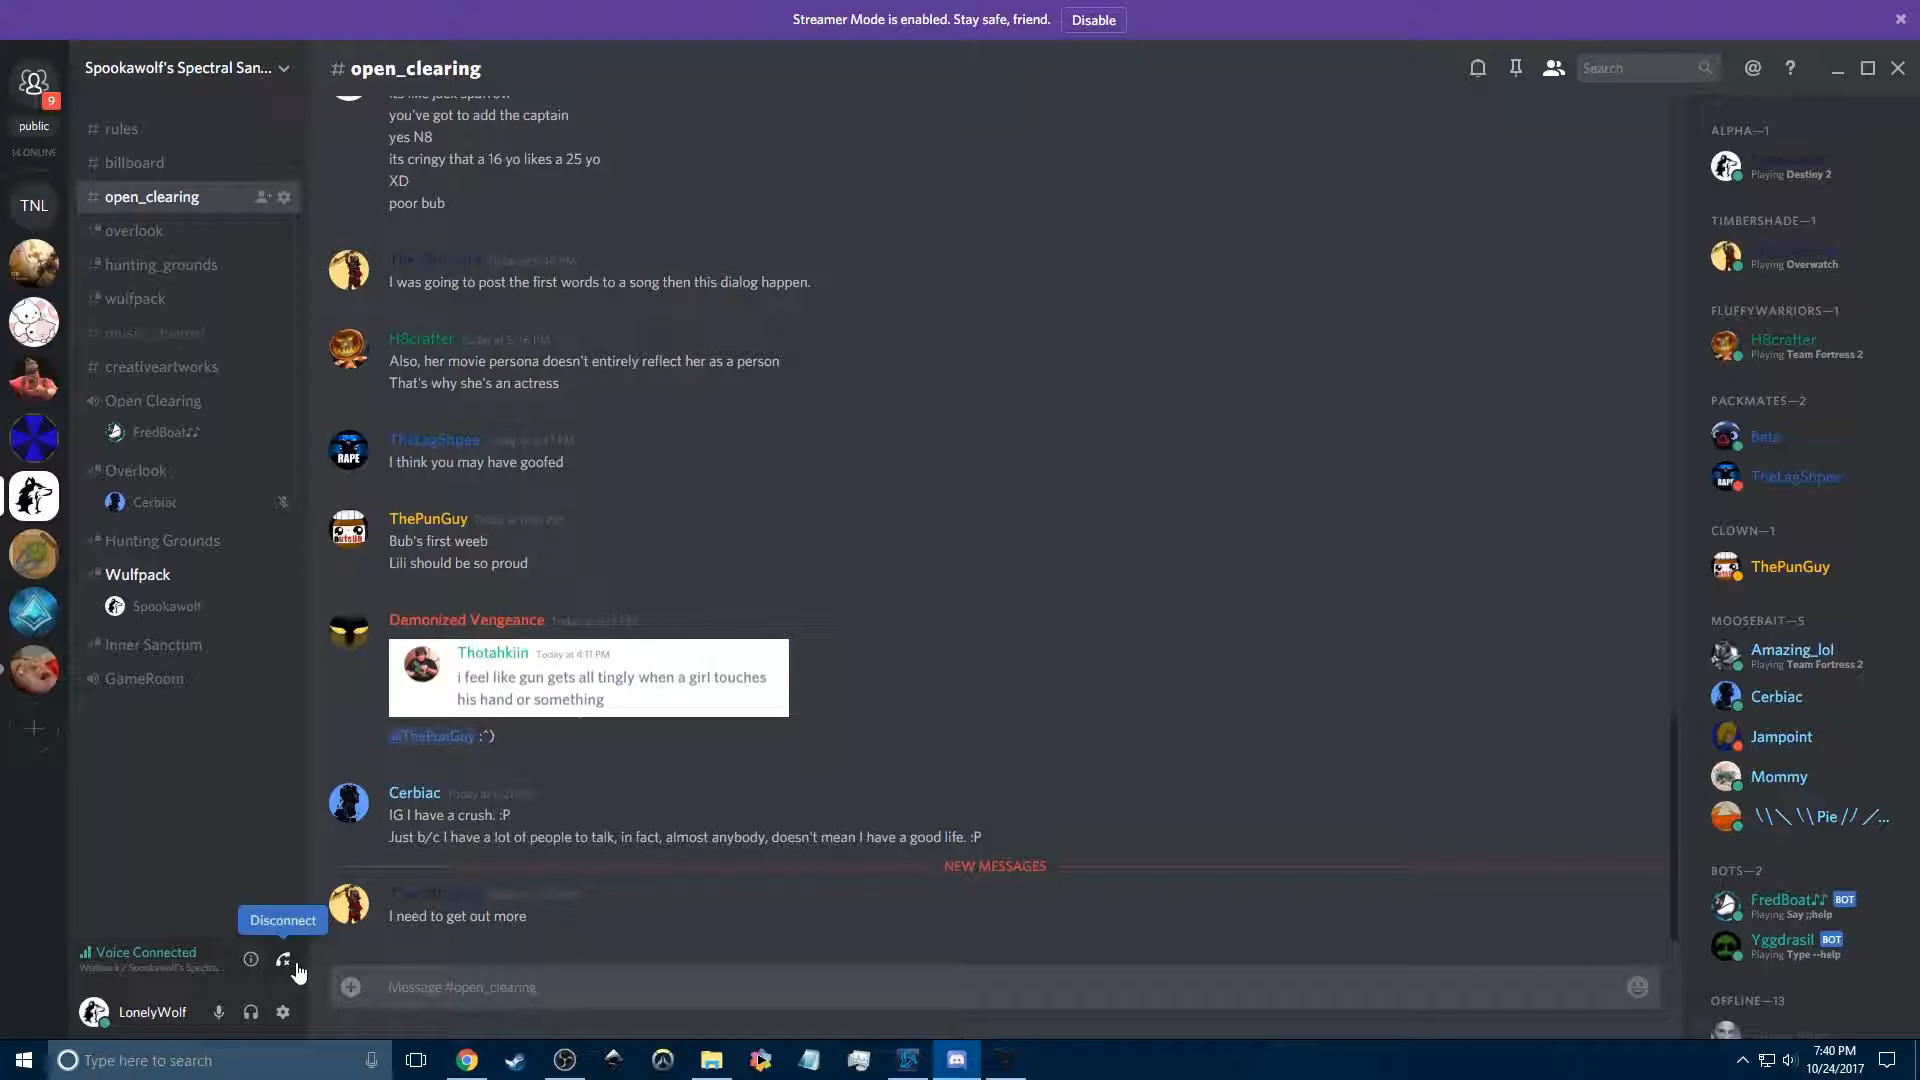 Streamer Mode is enabled. Stay safe, friend.
Disable
9
public
14 ONLINE
TNL
Spookawolf's Spectral San...
# rules
# billboard
# open_clearing
overlook
hunting_grounds
wulfpack
# creativeartworks
Open Clearing
FredBoat♪♪
Overlook
Cerbiac
Hunting Grounds
Wulfpack
Spookawolf
Inner Sanctum
GameRoom
Disconnect
Voice Connected
LonelyWolf
# open_clearing
Search
you've got to add the captain
yes N8
its cringy that a 16 yo likes a 25 yo
XD
poor bub
I was going to post the first words to a song then this dialog happen.
H8crafter
Also, her movie persona doesn't entirely reflect her as a person
That's why she's an actress
TheLagShpee
RAPE
I think you may have goofed
ThePunGuy
Bub's first weeb
Lili should be so proud
Demonized Vengeance
Thotahkiin Today at 4:11 PM
i feel like gun gets all tingly when a girl touches
his hand or something
@ThePunGuy :^)
Cerbiac
IG I have a crush. :P
Just b/c I have a lot of people to talk, in fact, almost anybody, doesn't mean I have a good life. :P
NEW MESSAGES
I need to get out more
Message #open_clearing
ALPHA—1
Playing Destiny 2
TIMBERSHADE—1
Playing Overwatch
FLUFFYWARRIORS—1
H8crafter
Playing Team Fortress 2
PACKMATES—2
Beta
TheLagShpee
CLOWN—1
ThePunGuy
MOOSEBAIT—5
Amazing_lol
Playing Team Fortress 2
Cerbiac
Jampoint
Mommy
\\ \ \\ Pie // /...
BOTS—2
FredBoat♪♪ BOT
Playing Say ;;help
Yggdrasil BOT
Playing Type --help
OFFLINE—13
Type here to search
7:40 PM
10/24/2017